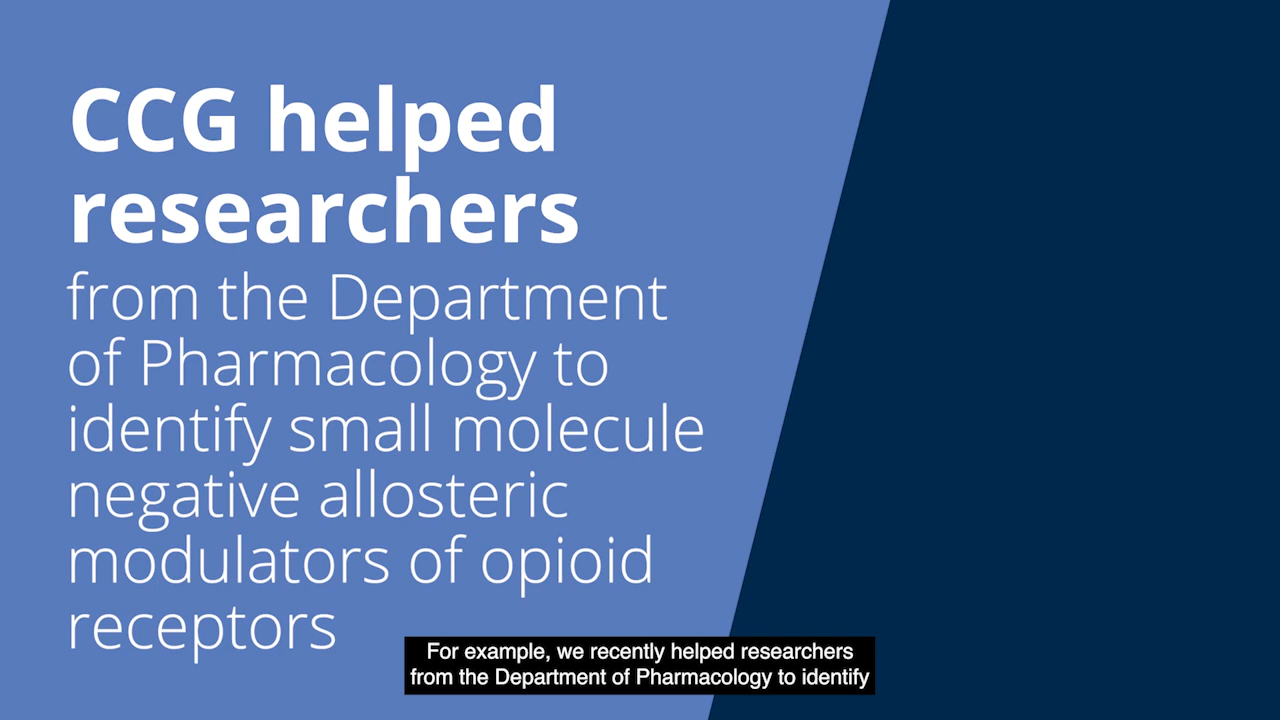 CCG helped
researchers
from the Department
of Pharmacology to
identify small molecule
negative allosteric
modulators of opioid
receptors
For example, we recently helped researchers
from the Department of Pharmacology to identify